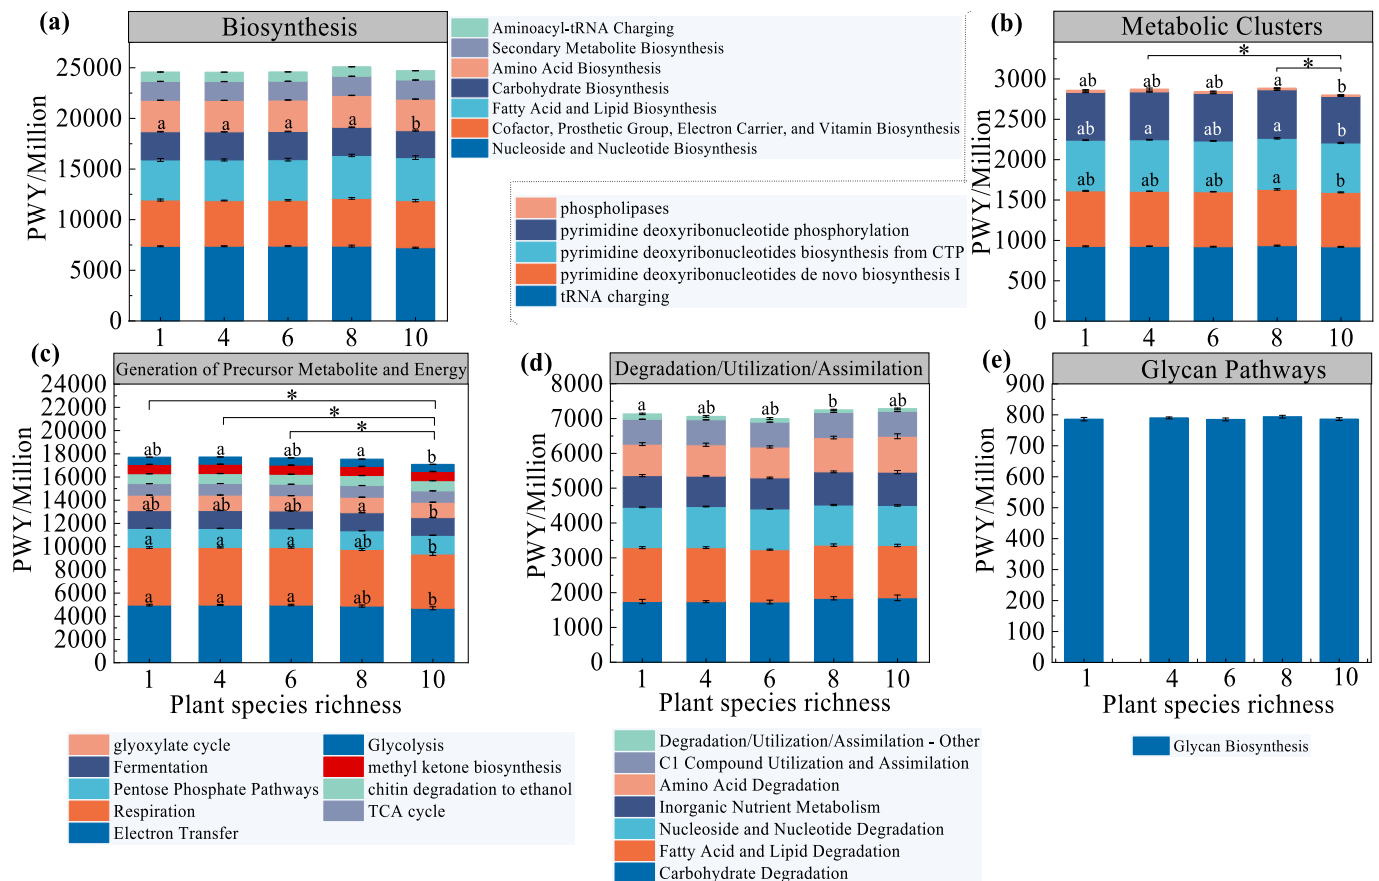 (a)
Biosynthesis
PWY/Million
25000
20000
15000
10000
5000
0
a a a a b
1 4 6 8 10
Aminoacyl-tRNA Charging
Secondary Metabolite Biosynthesis
Amino Acid Biosynthesis
Carbohydrate Biosynthesis
Fatty Acid and Lipid Biosynthesis
Cofactor, Prosthetic Group, Electron Carrier, and Vitamin Biosynthesis
Nucleoside and Nucleotide Biosynthesis
phospholipases
pyrimidine deoxyribonucleotide phosphorylation
pyrimidine deoxyribonucleotides biosynthesis from CTP
pyrimidine deoxyribonucleotides de novo biosynthesis I
tRNA charging
(b)
Metabolic Clusters
PWY/Million
3000
2500
2000
1500
1000
500
0
*
*
ab a ab a b
ab a ab a b
ab ab ab a b
1 4 6 8 10
(c)
Generation of Precursor Metabolite and Energy
PWY/Million
24000
22000
20000
18000
16000
14000
12000
10000
8000
6000
4000
2000
0
*
*
*
ab a ab a b
ab ab ab a b
a a a ab b
a a a ab b
1 4 6 8 10
Plant species richness
glyoxylate cycle
Fermentation
Pentose Phosphate Pathways
Respiration
Electron Transfer
Glycolysis
methyl ketone biosynthesis
chitin degradation to ethanol
TCA cycle
(d)
Degradation/Utilization/Assimilation
PWY/Million
8000
7000
6000
5000
4000
3000
2000
1000
0
a ab ab b ab
1 4 6 8 10
Plant species richness
Degradation/Utilization/Assimilation - Other
C1 Compound Utilization and Assimilation
Amino Acid Degradation
Inorganic Nutrient Metabolism
Nucleoside and Nucleotide Degradation
Fatty Acid and Lipid Degradation
Carbohydrate Degradation
(e)
Glycan Pathways
PWY/Million
900
800
700
600
500
400
300
200
100
0
1 4 6 8 10
Plant species richness
Glycan Biosynthesis